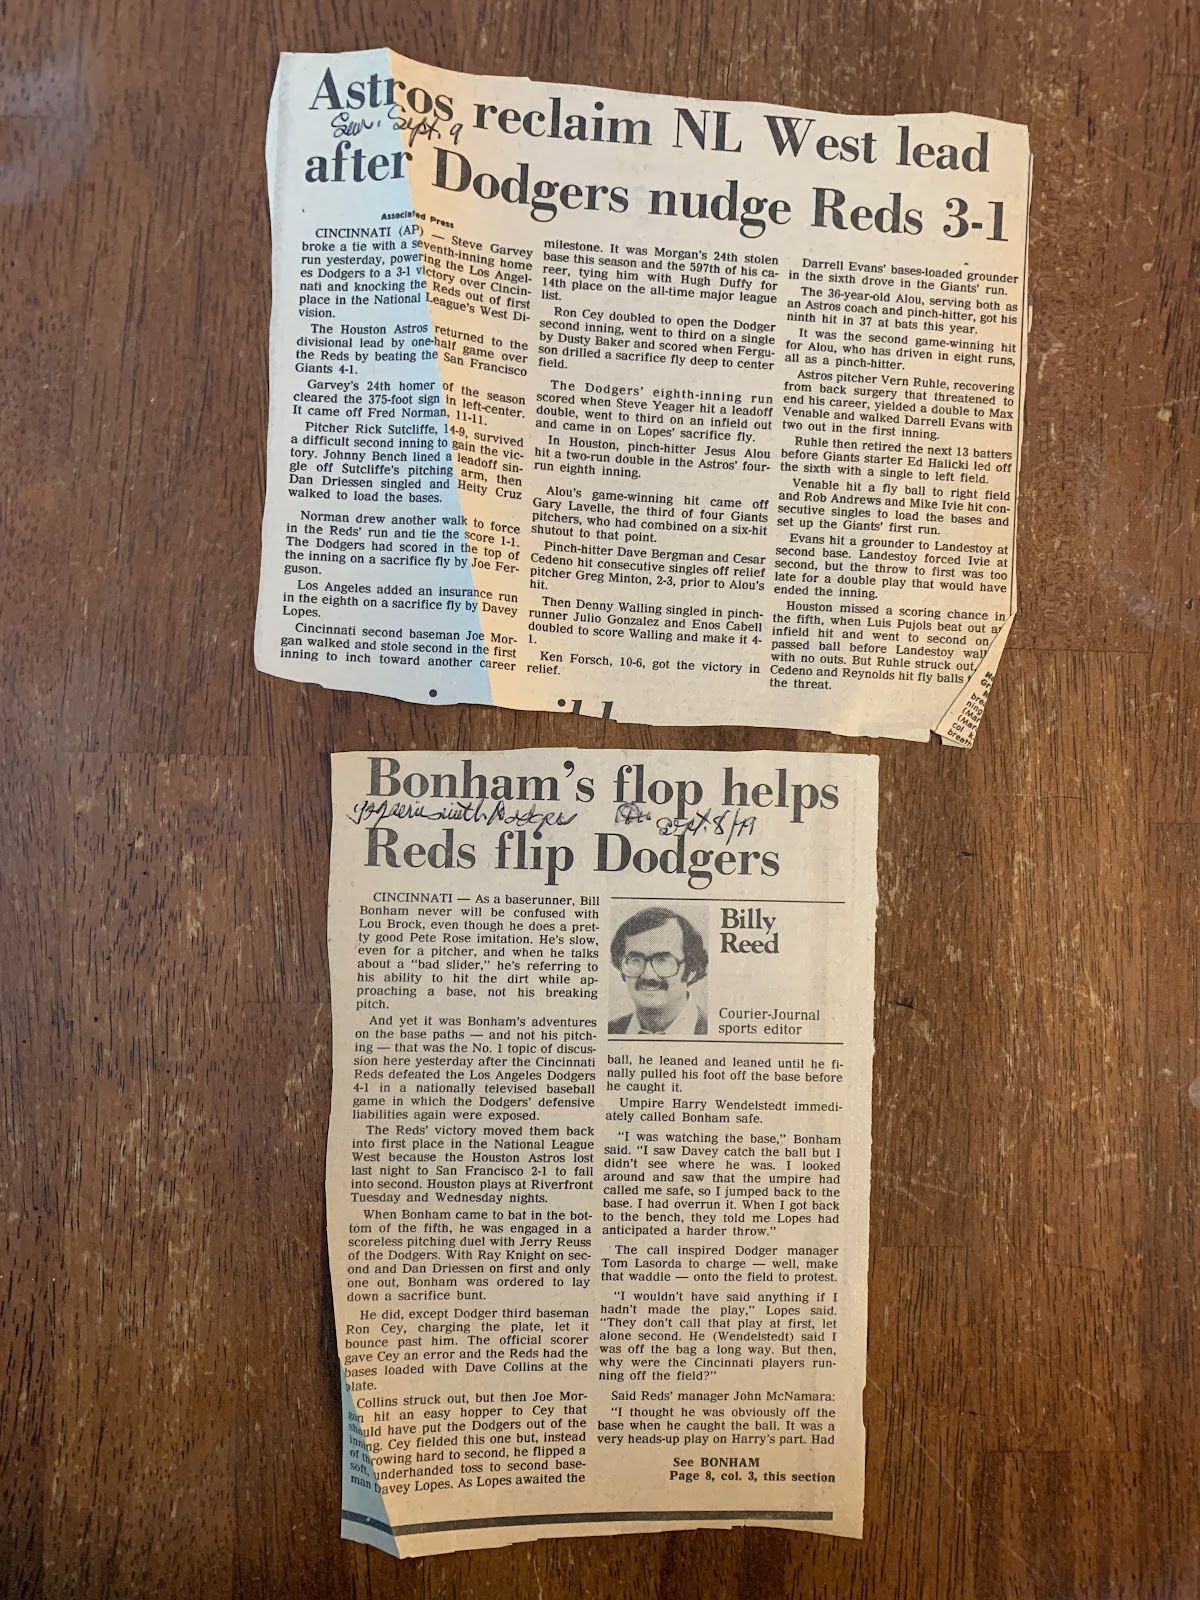 Astros reclaim NL West lead
Sept. 9
after Dodgers nudge Reds 3-1
Associated Press
CINCINNATI (AP) — Steve Garvey
broke a tie with a seventh-inning home
run yesterday, powering the Los Angel-
es Dodgers to a 3-1 victory over Cincin-
nati and knocking the Reds out of first
place in the National League's West Di-
vision.
The Houston Astros returned to the
divisional lead by one-half game over
the Reds by beating the San Francisco
Giants 4-1.
Garvey's 24th homer of the season
cleared the 375-foot sign in left-center.
It came off Fred Norman, 11-11.
Pitcher Rick Sutcliffe, 14-9, survived
a difficult second inning to gain the vic-
tory. Johnny Bench lined a leadoff sin-
gle off Sutcliffe's pitching arm, then
Dan Driessen singled and Heity Cruz
walked to load the bases.
Norman drew another walk to force
in the Reds' run and tie the score 1-1.
The Dodgers had scored in the top of
the inning on a sacrifice fly by Joe Fer-
guson.
Los Angeles added an insurance run
in the eighth on a sacrifice fly by Davey
Lopes.
Cincinnati second baseman Joe Mor-
gan walked and stole second in the first
inning to inch toward another career
milestone. It was Morgan's 24th stolen
base this season and the 597th of his ca-
reer, tying him with Hugh Duffy for
14th place on the all-time major league
list.
Ron Cey doubled to open the Dodger
second inning, went to third on a single
by Dusty Baker and scored when Fergu-
son drilled a sacrifice fly deep to center
field.
The Dodgers' eighth-inning run
scored when Steve Yeager hit a leadoff
double, went to third on an infield out
and came in on Lopes' sacrifice fly.
In Houston, pinch-hitter Jesus Alou
hit a two-run double in the Astros' four-
run eighth inning.
Alou's game-winning hit came off
Gary Lavelle, the third of four Giants
pitchers, who had combined on a six-hit
shutout to that point.
Pinch-hitter Dave Bergman and Cesar
Cedeno hit consecutive singles off relief
pitcher Greg Minton, 2-3, prior to Alou's
hit.
Then Denny Walling singled in pinch-
runner Julio Gonzalez and Enos Cabell
doubled to score Walling and make it 4-
1.
Ken Forsch, 10-6, got the victory in
relief.
Darrell Evans' bases-loaded grounder
in the sixth drove in the Giants' run.
The 36-year-old Alou, serving both as
an Astros coach and pinch-hitter, got his
ninth hit in 37 at bats this year.
It was the second game-winning hit
for Alou, who has driven in eight runs,
all as a pinch-hitter.
Astros pitcher Vern Ruhle, recovering
from back surgery that threatened to
end his career, yielded a double to Max
Venable and walked Darrell Evans with
two out in the first inning.
Ruhle then retired the next 13 batters
before Giants starter Ed Halicki led off
the sixth with a single to left field.
Venable hit a fly ball to right field
and Rob Andrews and Mike Ivie hit con-
secutive singles to load the bases and
set up the Giants' first run.
Evans hit a grounder to Landestoy at
second base. Landestoy forced Ivie at
second, but the throw to first was too
late for a double play that would have
ended the inning.
Houston missed a scoring chance in
the fifth, when Luis Pujols beat out
infield hit and went to second on
passed ball before Landestoy
with no outs. But Ruhle struck out,
Cedeno and Reynolds hit fly balls
the threat.
Bonham's flop helps
with Dodgers Sept. 8/79
Reds flip Dodgers
CINCINNATI — As a baserunner, Bill
Bonham never will be confused with
Lou Brock, even though he does a pret-
ty good Pete Rose imitation. He's slow,
even for a pitcher, and when he talks
about a "bad slider," he's referring to
his ability to hit the dirt while ap-
proaching a base, not his breaking
pitch.
And yet it was Bonham's adventures
on the base paths — and not his pitch-
ing — that was the No. 1 topic of discus-
sion here yesterday after the Cincinnati
Reds defeated the Los Angeles Dodgers
4-1 in a nationally televised baseball
game in which the Dodgers' defensive
liabilities again were exposed.
The Reds' victory moved them back
into first place in the National League
West because the Houston Astros lost
last night to San Francisco 2-1 to fall
into second. Houston plays at Riverfront
Tuesday and Wednesday nights.
When Bonham came to bat in the bot-
tom of the fifth, he was engaged in a
scoreless pitching duel with Jerry Reuss
of the Dodgers. With Ray Knight on sec-
ond and Dan Driessen on first and only
one out, Bonham was ordered to lay
down a sacrifice bunt.
He did, except Dodger third baseman
Ron Cey, charging the plate, let it
bounce past him. The official scorer
gave Cey an error and the Reds had the
bases loaded with Dave Collins at the
plate.
Collins struck out, but then Joe Mor-
gan hit an easy hopper to Cey that
should have put the Dodgers out of the
inning. Cey fielded this one but, instead
of throwing hard to second, he flipped a
soft, underhanded toss to second base-
man Davey Lopes. As Lopes awaited the
Billy
Reed
Courier-Journal
sports editor
ball, he leaned and leaned until he fi-
nally pulled his foot off the base before
he caught it.
Umpire Harry Wendelstedt immedi-
ately called Bonham safe.
"I was watching the base," Bonham
said. "I saw Davey catch the ball but I
didn't see where he was. I looked
around and saw that the umpire had
called me safe, so I jumped back to the
base. I had overrun it. When I got back
to the bench, they told me Lopes had
anticipated a harder throw."
The call inspired Dodger manager
Tom Lasorda to charge — well, make
that waddle — onto the field to protest.
"I wouldn't have said anything if I
hadn't made the play," Lopes said.
"They don't call that play at first, let
alone second. He (Wendelstedt) said I
was off the bag a long way. But then,
why were the Cincinnati players run-
ning off the field?"
Said Reds' manager John McNamara:
"I thought he was obviously off the
base when he caught the ball. It was a
very heads-up play on Harry's part. Had
See BONHAM
Page 8, col. 3, this section